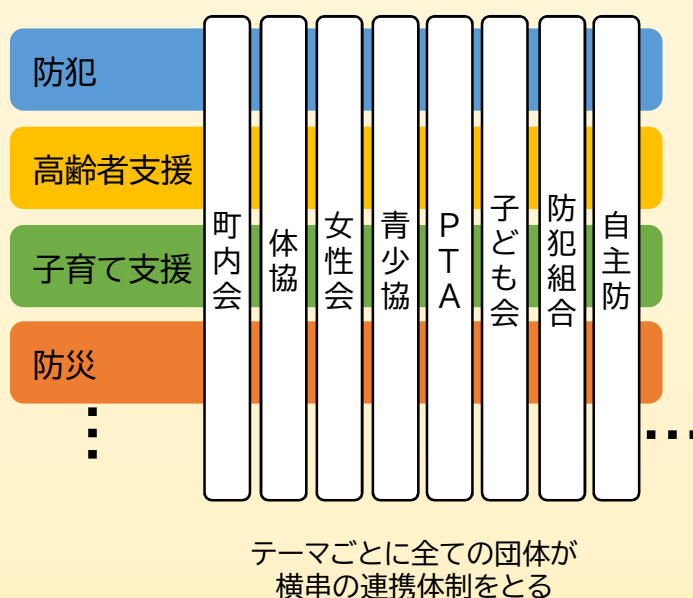 防犯
高齢者支援
子育て支援
防災
町内会
体協
女性会
青少協
PTA
子ども会
防犯組合
自主防
テーマごとに全ての団体が
横串の連携体制をとる